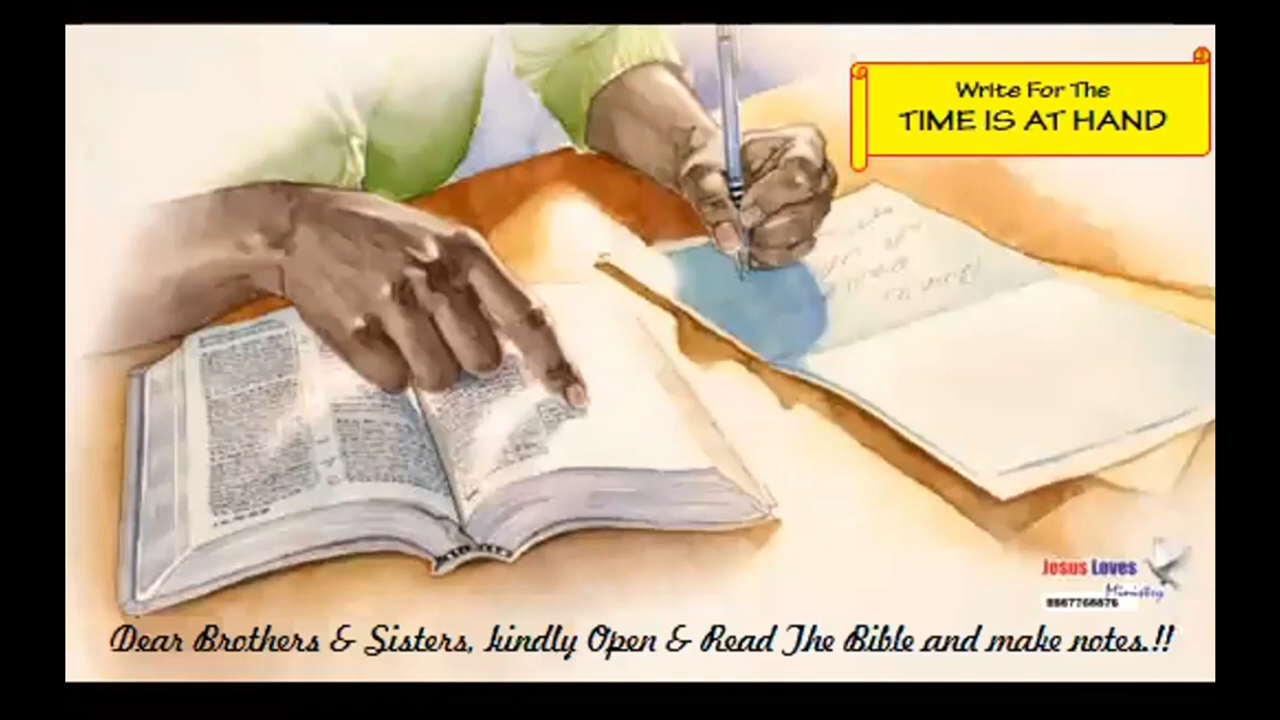 Write For The
TIME IS AT HAND
Jesus Loves
Ministry
Dear Brothers & Sisters, kindly Open & Read The Bible and make notes.!!